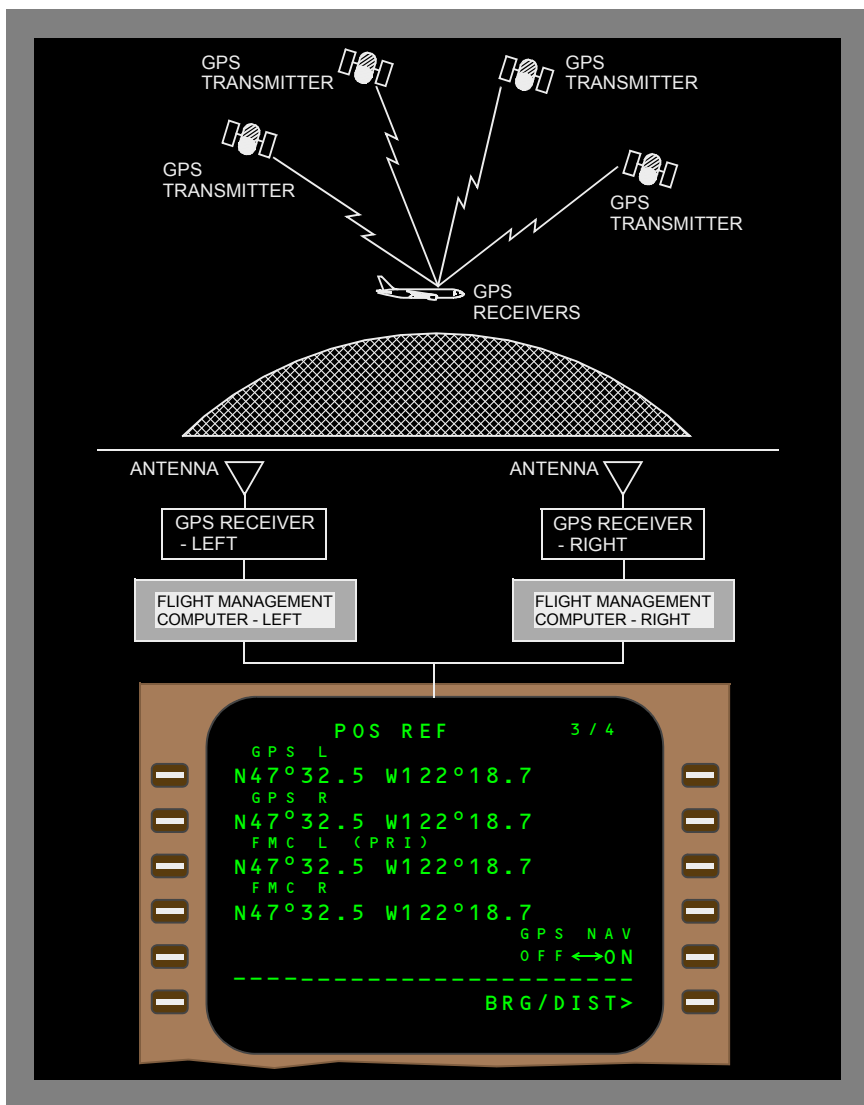 GPS
TRANSMITTER
GPS
TRANSMITTER
GPS
TRANSMITTER
GPS
TRANSMITTER
GPS
RECEIVERS
ANTENNA
ANTENNA
GPS RECEIVER
- LEFT
GPS RECEIVER
- RIGHT
FLIGHT MANAGEMENT
COMPUTER - LEFT
FLIGHT MANAGEMENT
COMPUTER - RIGHT
POS REF 3/4
GPS L
N47°32.5 W122°18.7
GPS R
N47°32.5 W122°18.7
FMC L (PRI)
N47°32.5 W122°18.7
FMC R
N47°32.5 W122°18.7
GPS NAV
OFF↔ON
-----------------------
BRG/DIST>